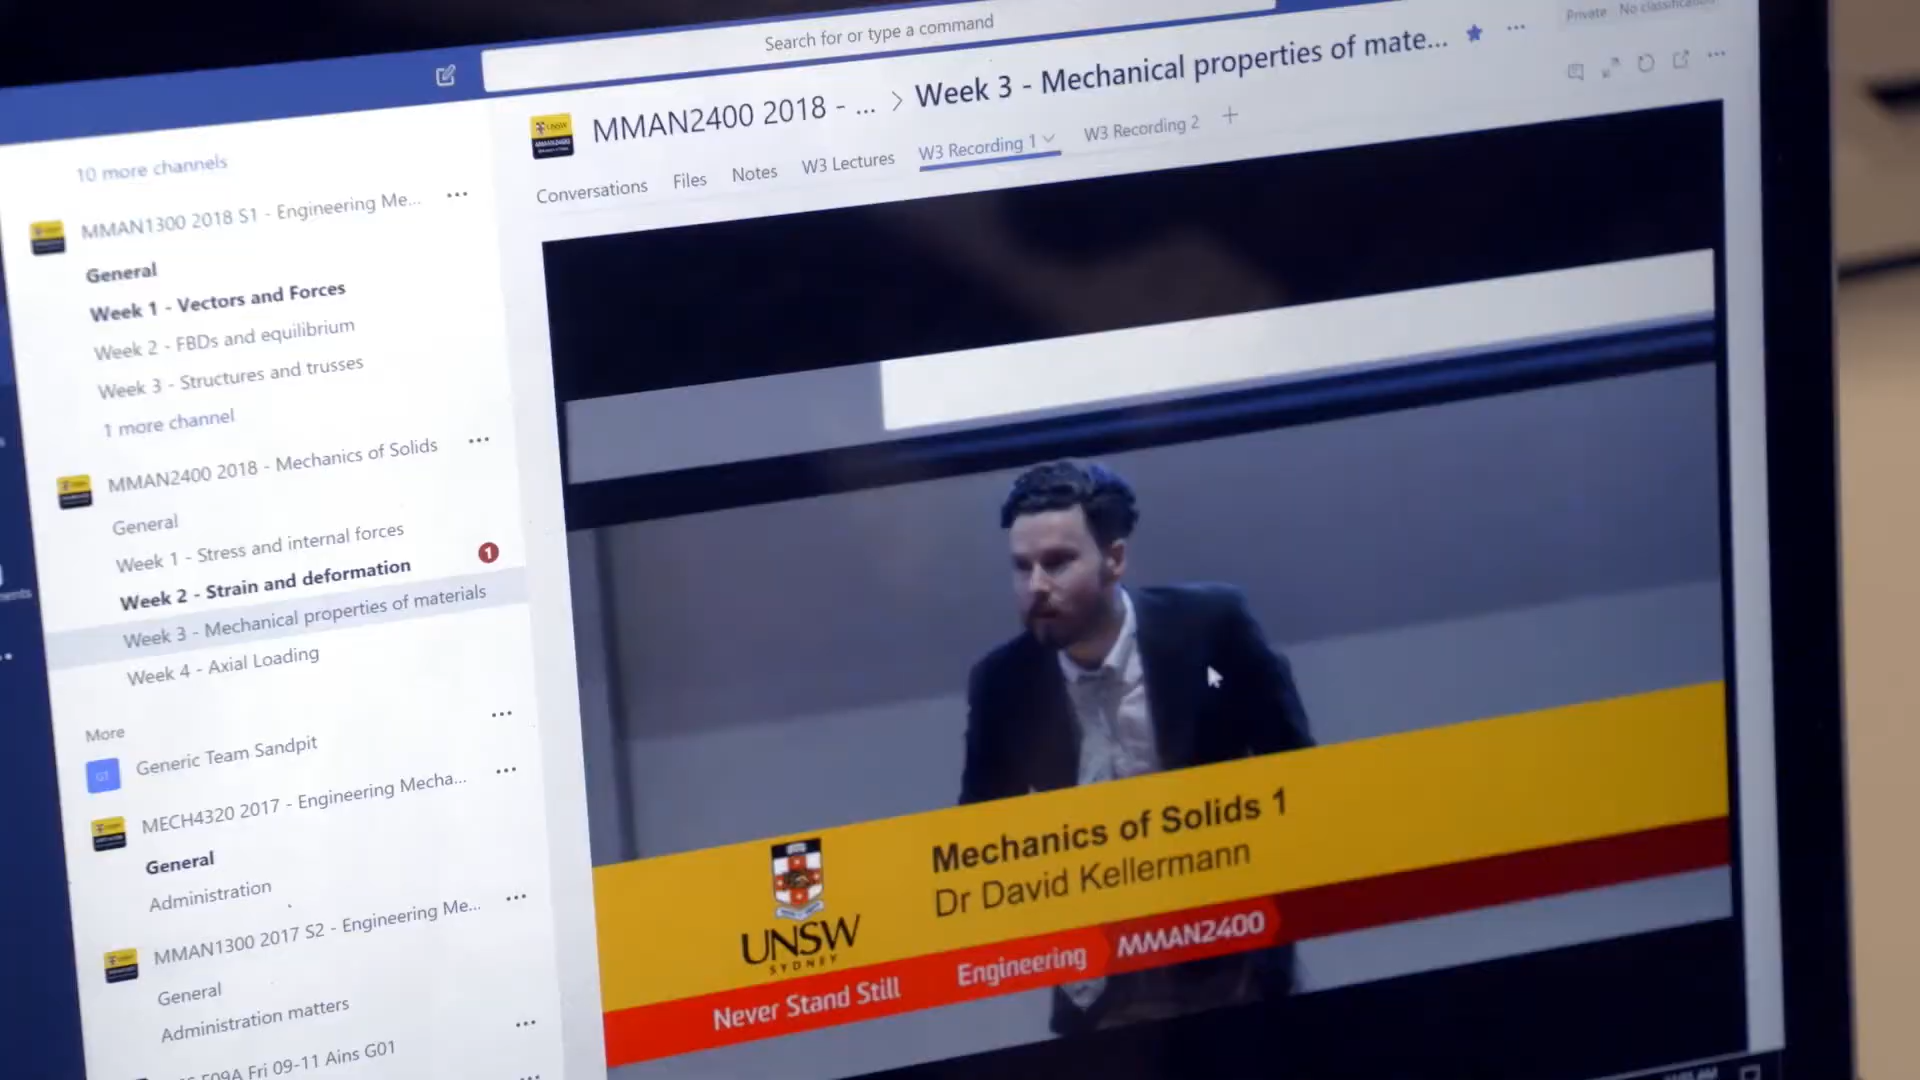 Search for or type a command
Private No classification
10 more channels
MMAN1300 2018 S1 - Engineering Me...
General
Week 1 - Vectors and Forces
Week 2 - FBDs and equilibrium
Week 3 - Structures and trusses
1 more channel
MMAN2400 2018 - Mechanics of Solids
General
Week 1 - Stress and internal forces
Week 2 - Strain and deformation
1
Week 3 - Mechanical properties of materials
Week 4 - Axial Loading
More
GT
Generic Team Sandpit
MECH4320 2017 - Engineering Mecha...
General
Administration
MMAN1300 2017 S2 - Engineering Me...
General
Administration matters
F09A Fri 09-11 Ains G01
MMAN2400 2018 - ... > Week 3 - Mechanical properties of mate...
Conversations Files Notes W3 Lectures W3 Recording 1 W3 Recording 2 +
Mechanics of Solids 1
Dr David Kellermann
UNSW
SYDNEY
Never Stand Still Engineering MMAN2400